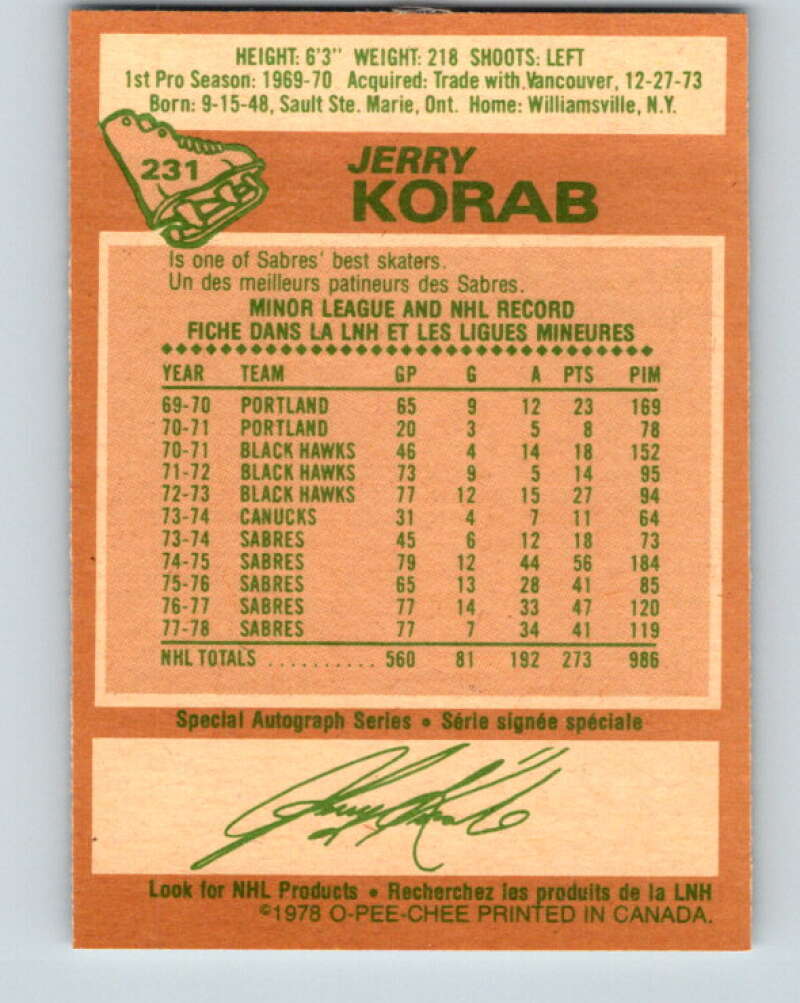 HEIGHT: 6'3" WEIGHT: 218 SHOOTS: LEFT
1st Pro Season: 1969-70 Acquired: Trade with Vancouver, 12-27-73
Born: 9-15-48, Sault Ste. Marie, Ont. Home: Williamsville, N.Y.
231
JERRY
KORAB
Is one of Sabres' best skaters.
Un des meilleurs patineurs des Sabres.
MINOR LEAGUE AND NHL RECORD
FICHE DANS LA LNH ET LES LIGUES MINEURES
YEAR TEAM GP G A PTS PIM
69-70 PORTLAND 65 9 12 23 169
70-71 PORTLAND 20 3 5 8 78
70-71 BLACK HAWKS 46 4 14 18 152
71-72 BLACK HAWKS 73 9 5 14 95
72-73 BLACK HAWKS 77 12 15 27 94
73-74 CANUCKS 31 4 7 11 64
73-74 SABRES 45 6 12 18 73
74-75 SABRES 79 12 44 56 184
75-76 SABRES 65 13 28 41 85
76-77 SABRES 77 14 33 47 120
77-78 SABRES 77 7 34 41 119
NHL TOTALS .......... 560 81 192 273 986
Special Autograph Series • Série signée spéciale
Jerry Korab
Look for NHL Products • Recherchez les produits de la LNH
©1978 O-PEE-CHEE PRINTED IN CANADA.